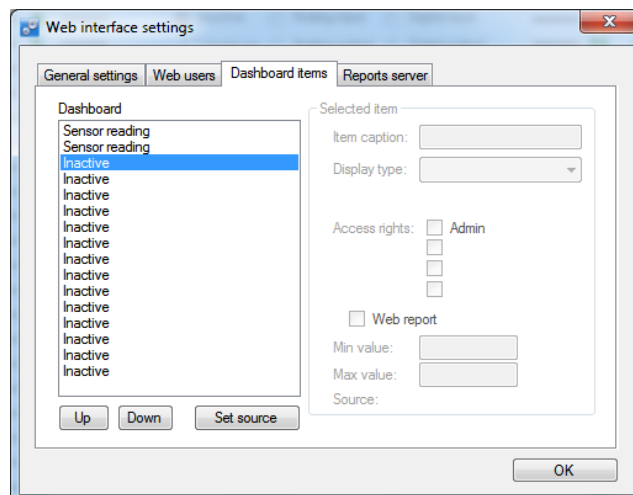 Web interface settings
General settings Web users Dashboard items Reports server
Dashboard
Sensor reading
Sensor reading
Inactive
Inactive
Inactive
Inactive
Inactive
Inactive
Inactive
Inactive
Inactive
Inactive
Inactive
Inactive
Inactive
Inactive
Up Down Set source
Selected item
Item caption:
Display type:
Access rights: Admin
Web report
Min value:
Max value:
Source:
OK